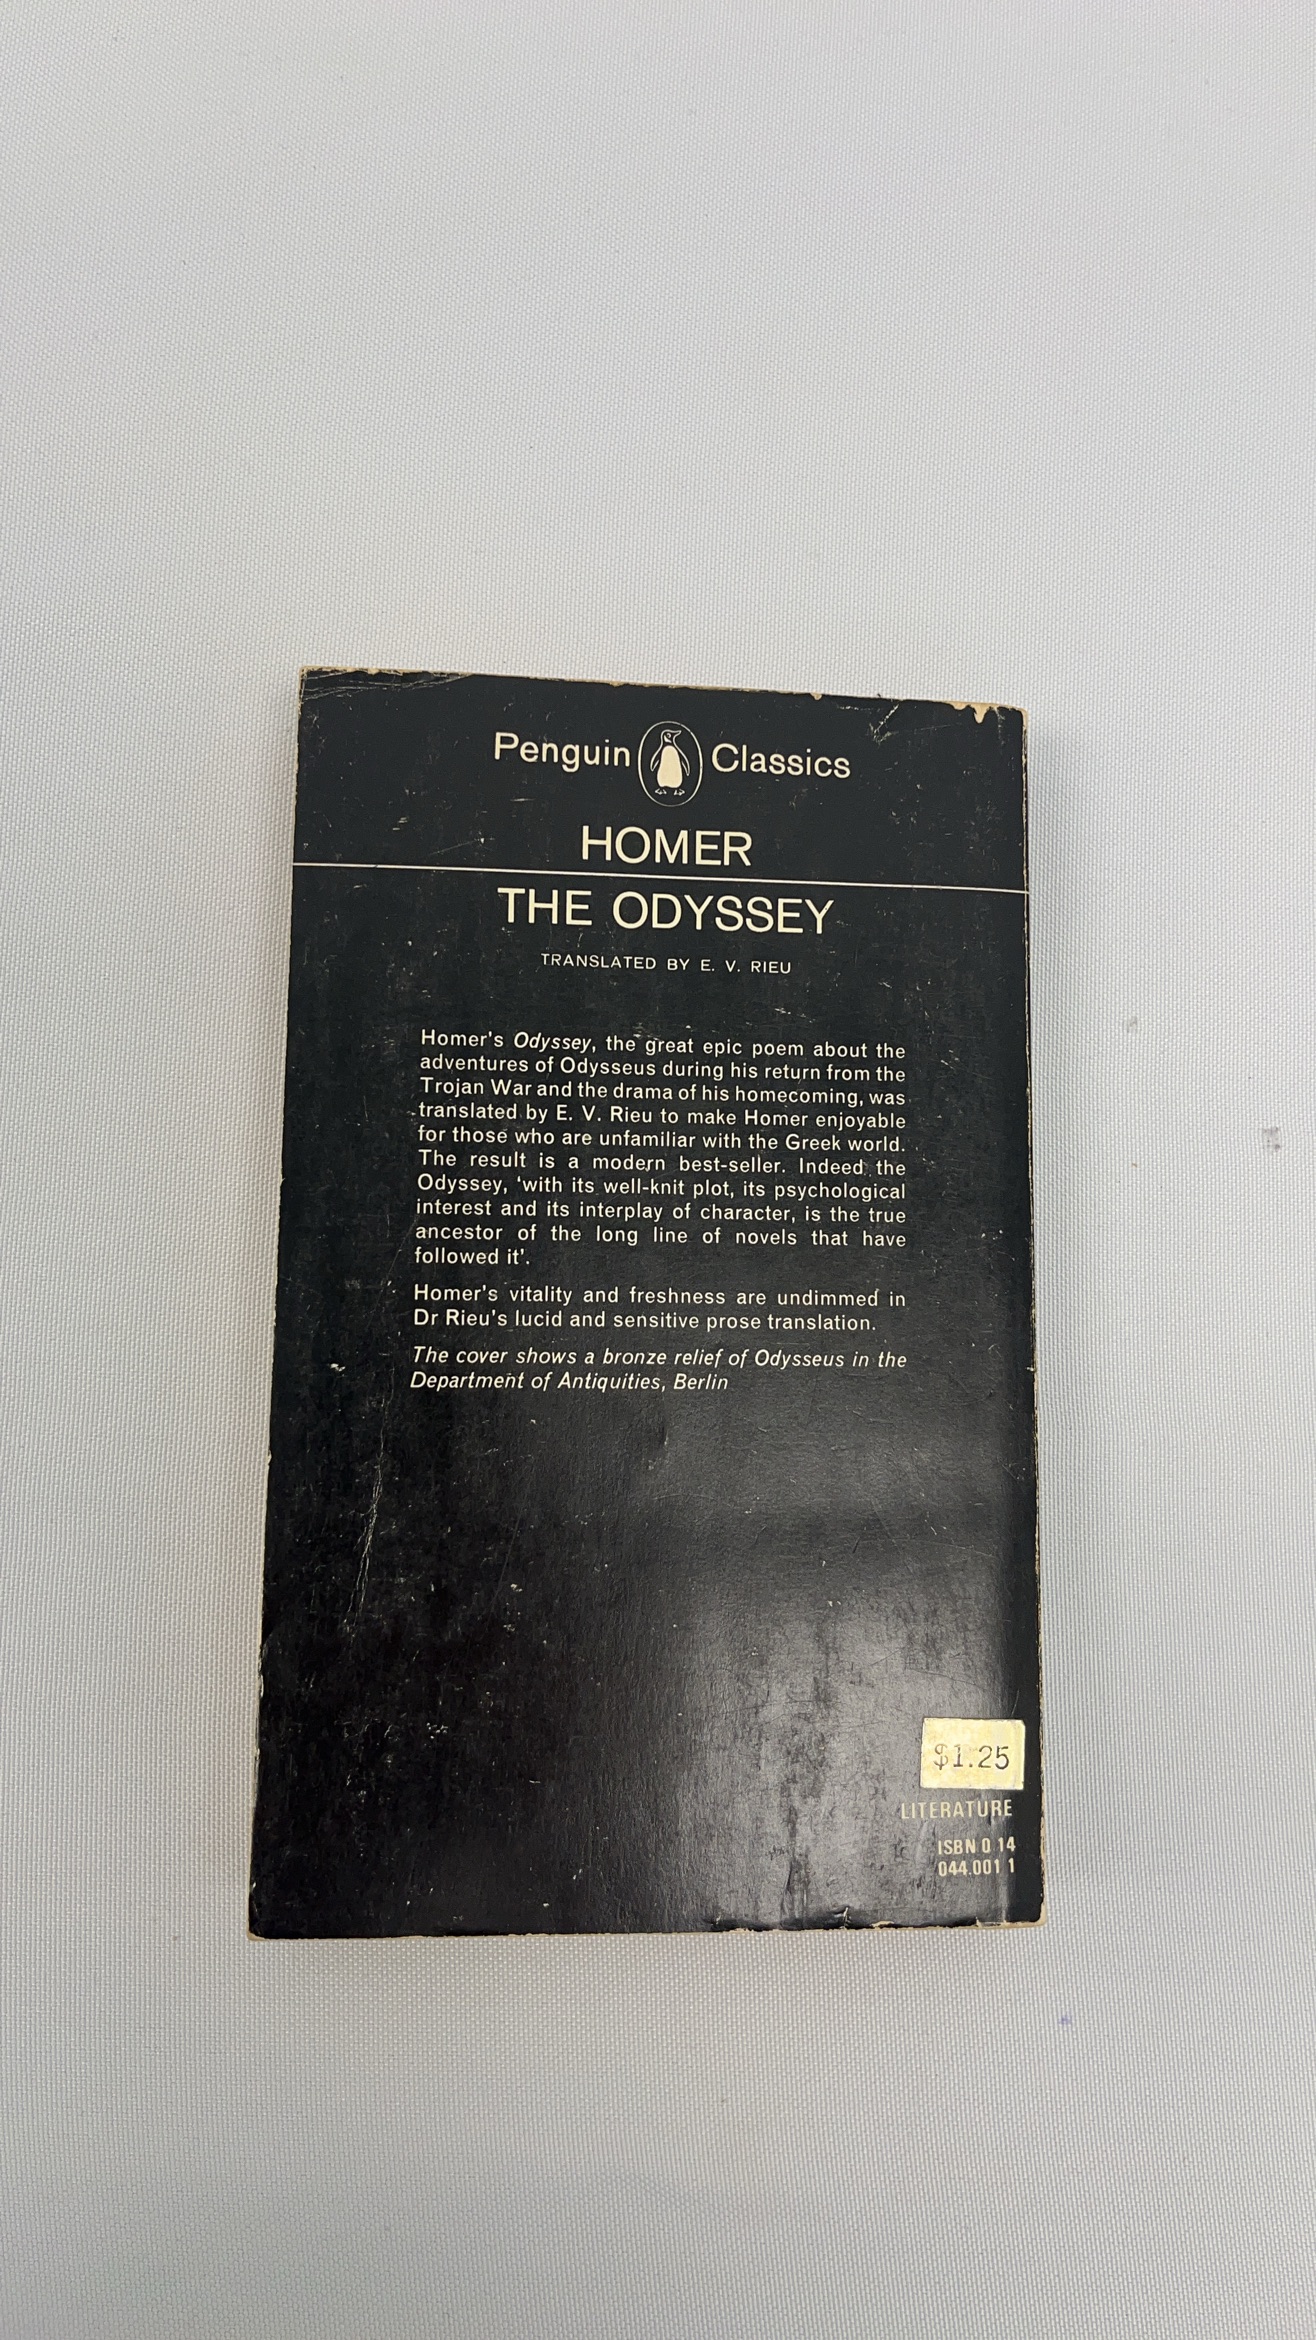 Penguin Classics
HOMER
THE ODYSSEY
TRANSLATED BY E. V. RIEU
Homer's Odyssey, the great epic poem about the
adventures of Odysseus during his return from the
Trojan War and the drama of his homecoming, was
translated by E. V. Rieu to make Homer enjoyable
for those who are unfamiliar with the Greek world.
The result is a modern best-seller. Indeed the
Odyssey, 'with its well-knit plot, its psychological
interest and its interplay of character, is the true
ancestor of the long line of novels that have
followed it'.
Homer's vitality and freshness are undimmed in
Dr Rieu's lucid and sensitive prose translation.
The cover shows a bronze relief of Odysseus in the
Department of Antiquities, Berlin
$1.25
LITERATURE
ISBN 0 14
044.001 1